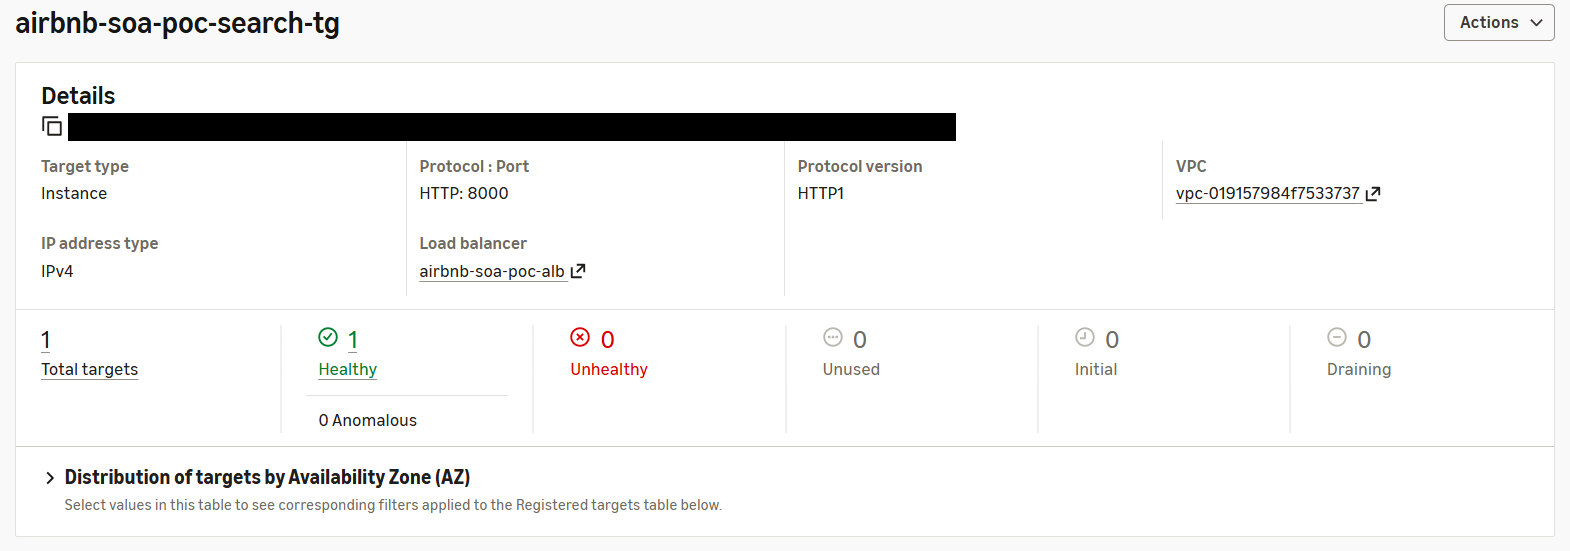 airbnb-soa-poc-search-tg
Actions
Details
Target type
Instance
Protocol : Port
HTTP: 8000
Protocol version
HTTP1
VPC
vpc-019157984f7533737
IP address type
IPv4
Load balancer
airbnb-soa-poc-alb
1
Total targets
1
Healthy
0 Anomalous
0
Unhealthy
0
Unused
0
Initial
0
Draining
Distribution of targets by Availability Zone (AZ)
Select values in this table to see corresponding filters applied to the Registered targets table below.